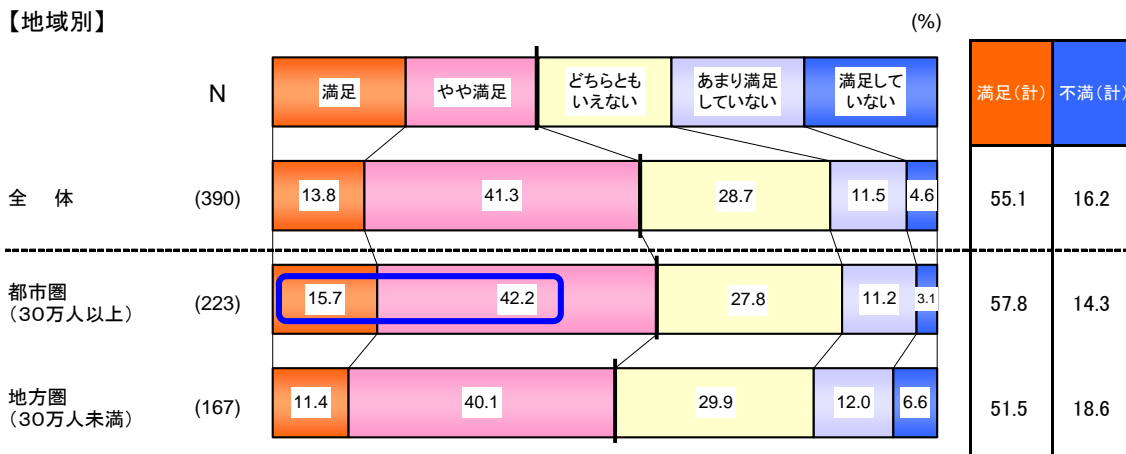 【地域別】
(%)
N
満足
やや満足
どちらとも
いえない
あまり満足
していない
満足して
いない
満足(計)
不満(計)
全 体
(390)
13.8
41.3
28.7
11.5
4.6
55.1
16.2
都市圏
(30万人以上)
(223)
15.7
42.2
27.8
11.2
3.1
57.8
14.3
地方圏
(30万人未満)
(167)
11.4
40.1
29.9
12.0
6.6
51.5
18.6